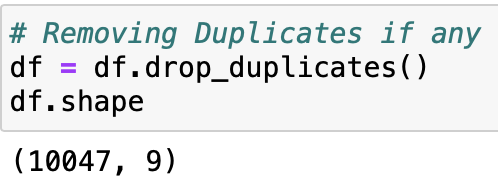 # Removing Duplicates if any
df = df.drop_duplicates()
df.shape
(10047, 9)